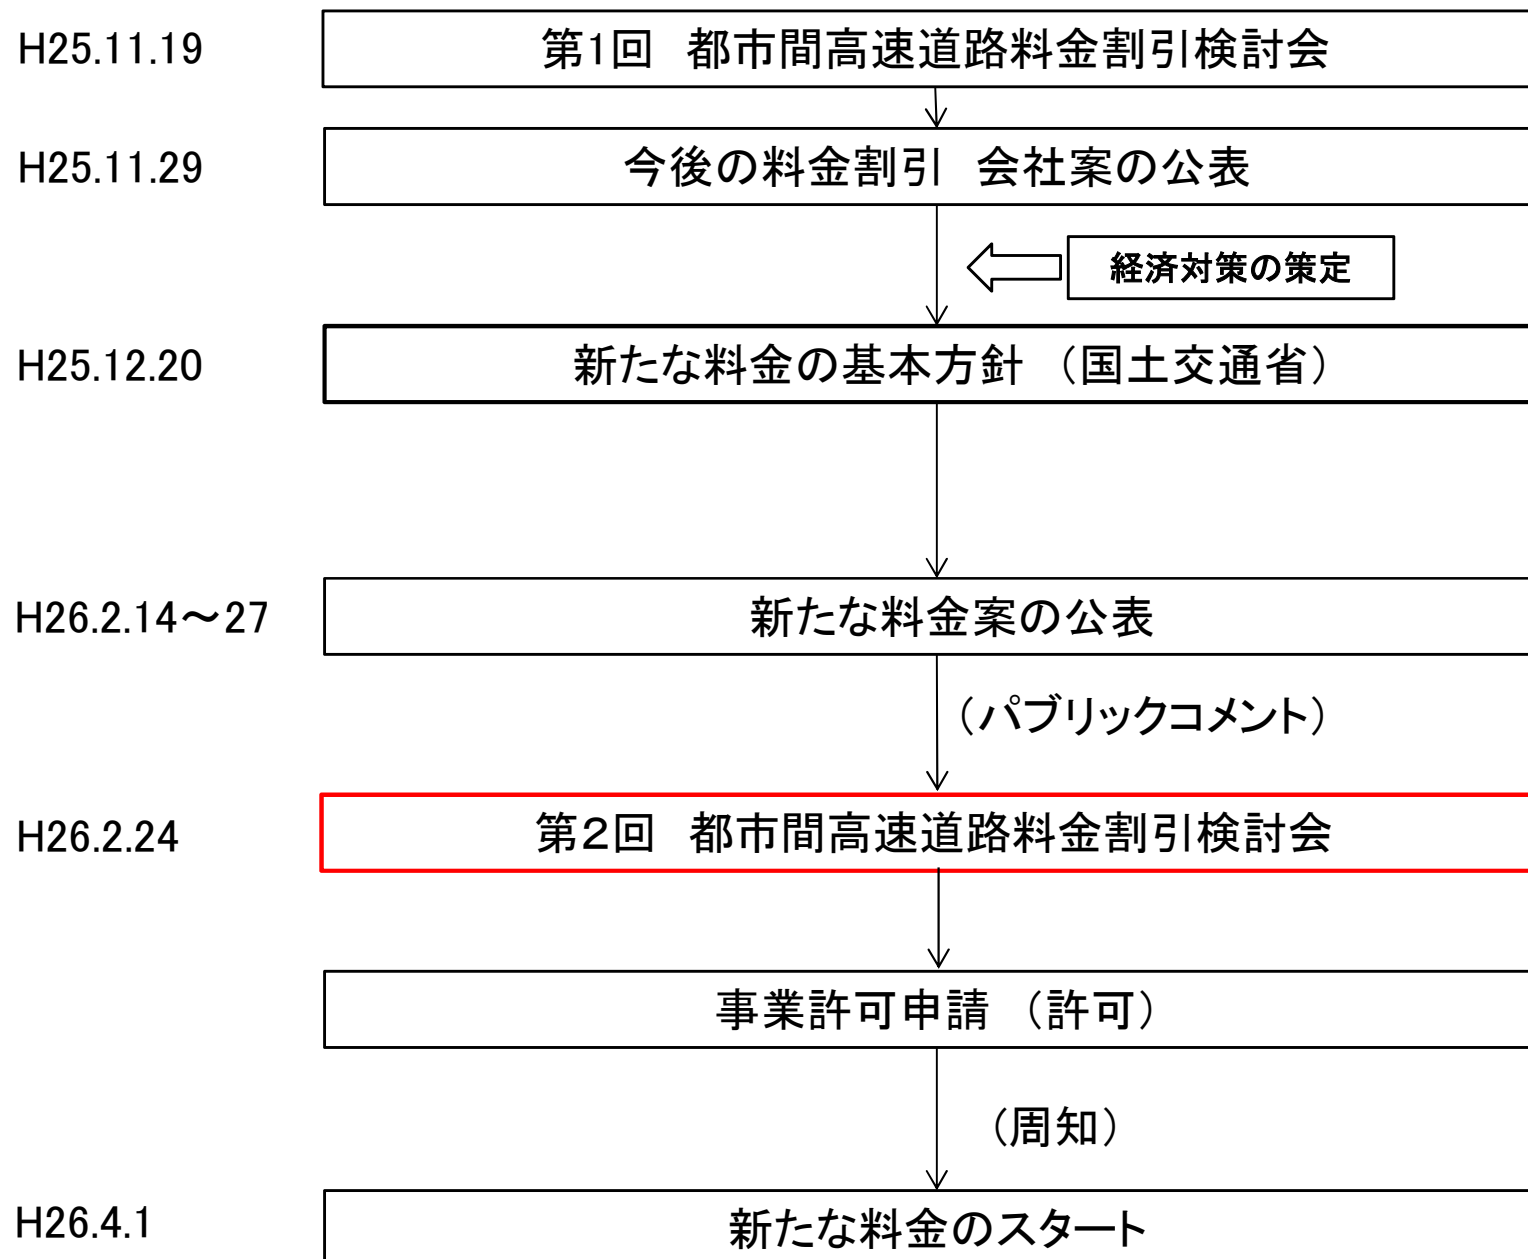 H25.11.19
第1回　都市間高速道路料金割引検討会
H25.11.29
今後の料金割引　会社案の公表
経済対策の策定
H25.12.20
新たな料金の基本方針　（国土交通省）
H26.2.14～27
新たな料金案の公表
（パブリックコメント）
H26.2.24
第２回　都市間高速道路料金割引検討会
事業許可申請　（許可）
（周知）
H26.4.1
新たな料金のスタート